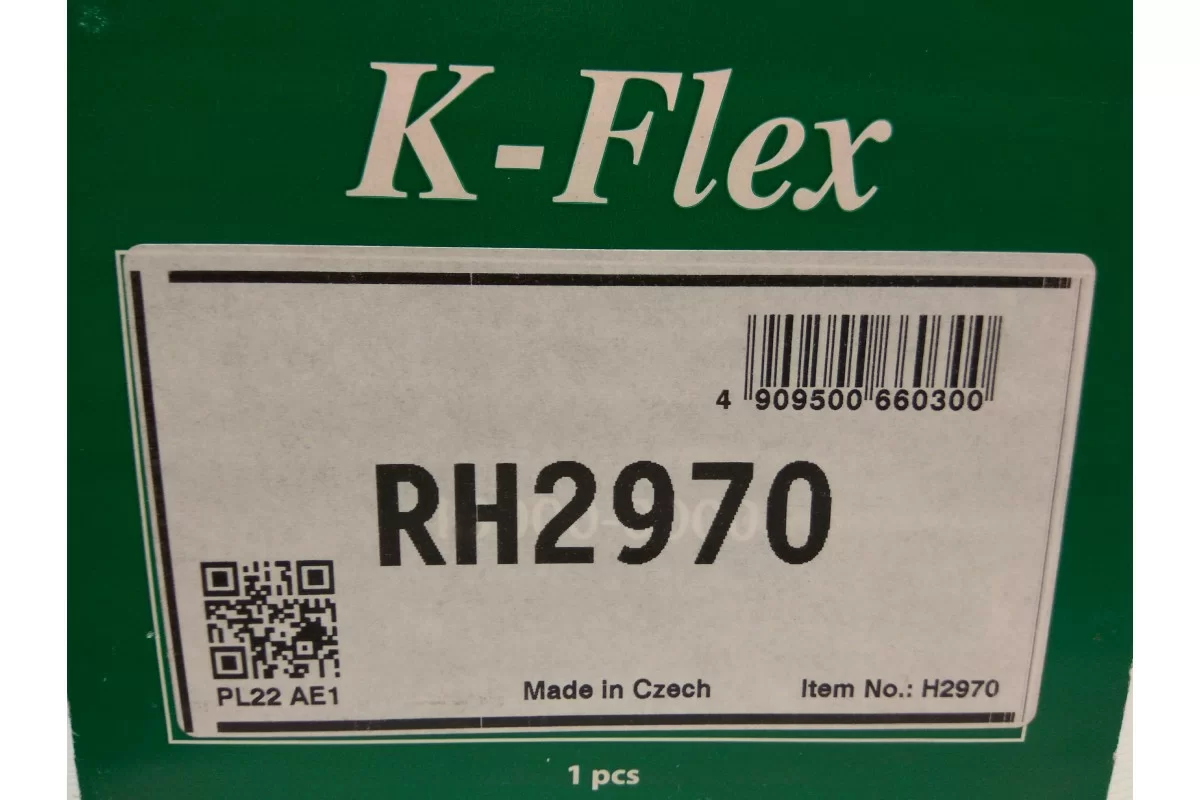 K-Flex
4 909500 660300
RH2970
PL22 AE1
Made in Czech
Item No.: H2970
1 pcs